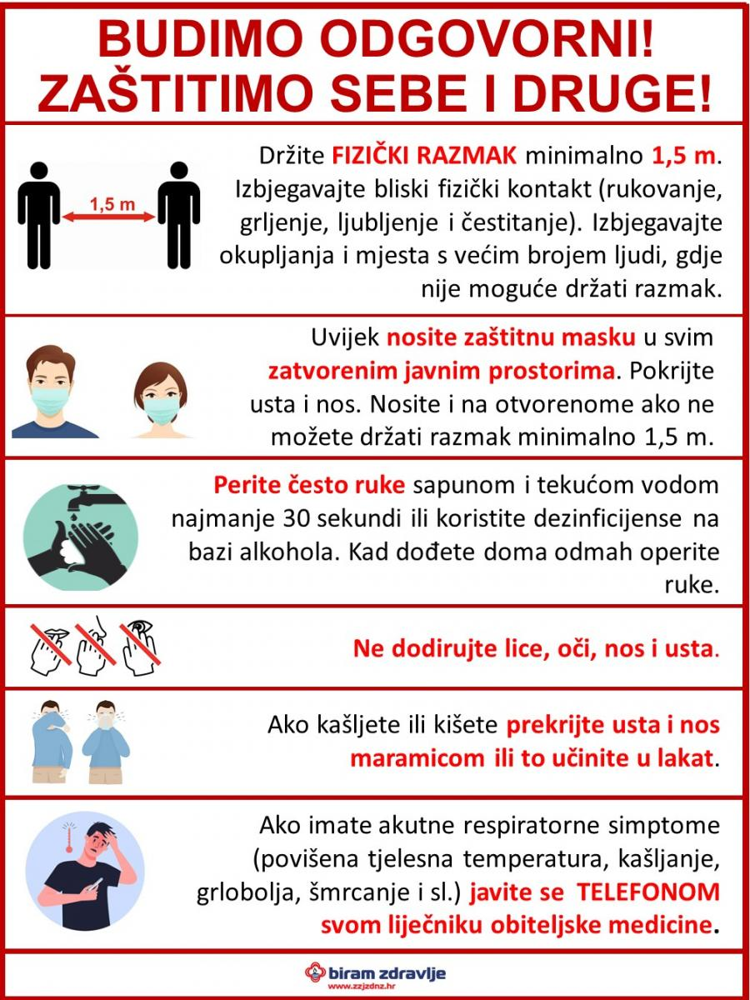 BUDIMO ODGOVORNI!
ZAŠTITIMO SEBE I DRUGE!
1,5 m
Držite FIZIČKI RAZMAK minimalno 1,5 m.
Izbjegavajte bliski fizički kontakt (rukovanje,
grljenje, ljubljenje i čestitanje). Izbjegavajte
okupljanja i mjesta s većim brojem ljudi, gdje
nije moguće držati razmak.
Uvijek nosite zaštitnu masku u svim
zatvorenim javnim prostorima. Pokrijte
usta i nos. Nosite i na otvorenome ako ne
možete držati razmak minimalno 1,5 m.
Perite često ruke sapunom i tekućom vodom
najmanje 30 sekundi ili koristite dezinficijense na
bazi alkohola. Kad dođete doma odmah operite
ruke.
Ne dodirujte lice, oči, nos i usta.
Ako kašljete ili kišete prekrijte usta i nos
maramicom ili to učinite u lakat.
Ako imate akutne respiratorne simptome
(povišena tjelesna temperatura, kašljanje,
grlobolja, šmrcanje i sl.) javite se TELEFONOM
svom liječniku obiteljske medicine.
biram zdravlje
www.zzjzdnz.hr